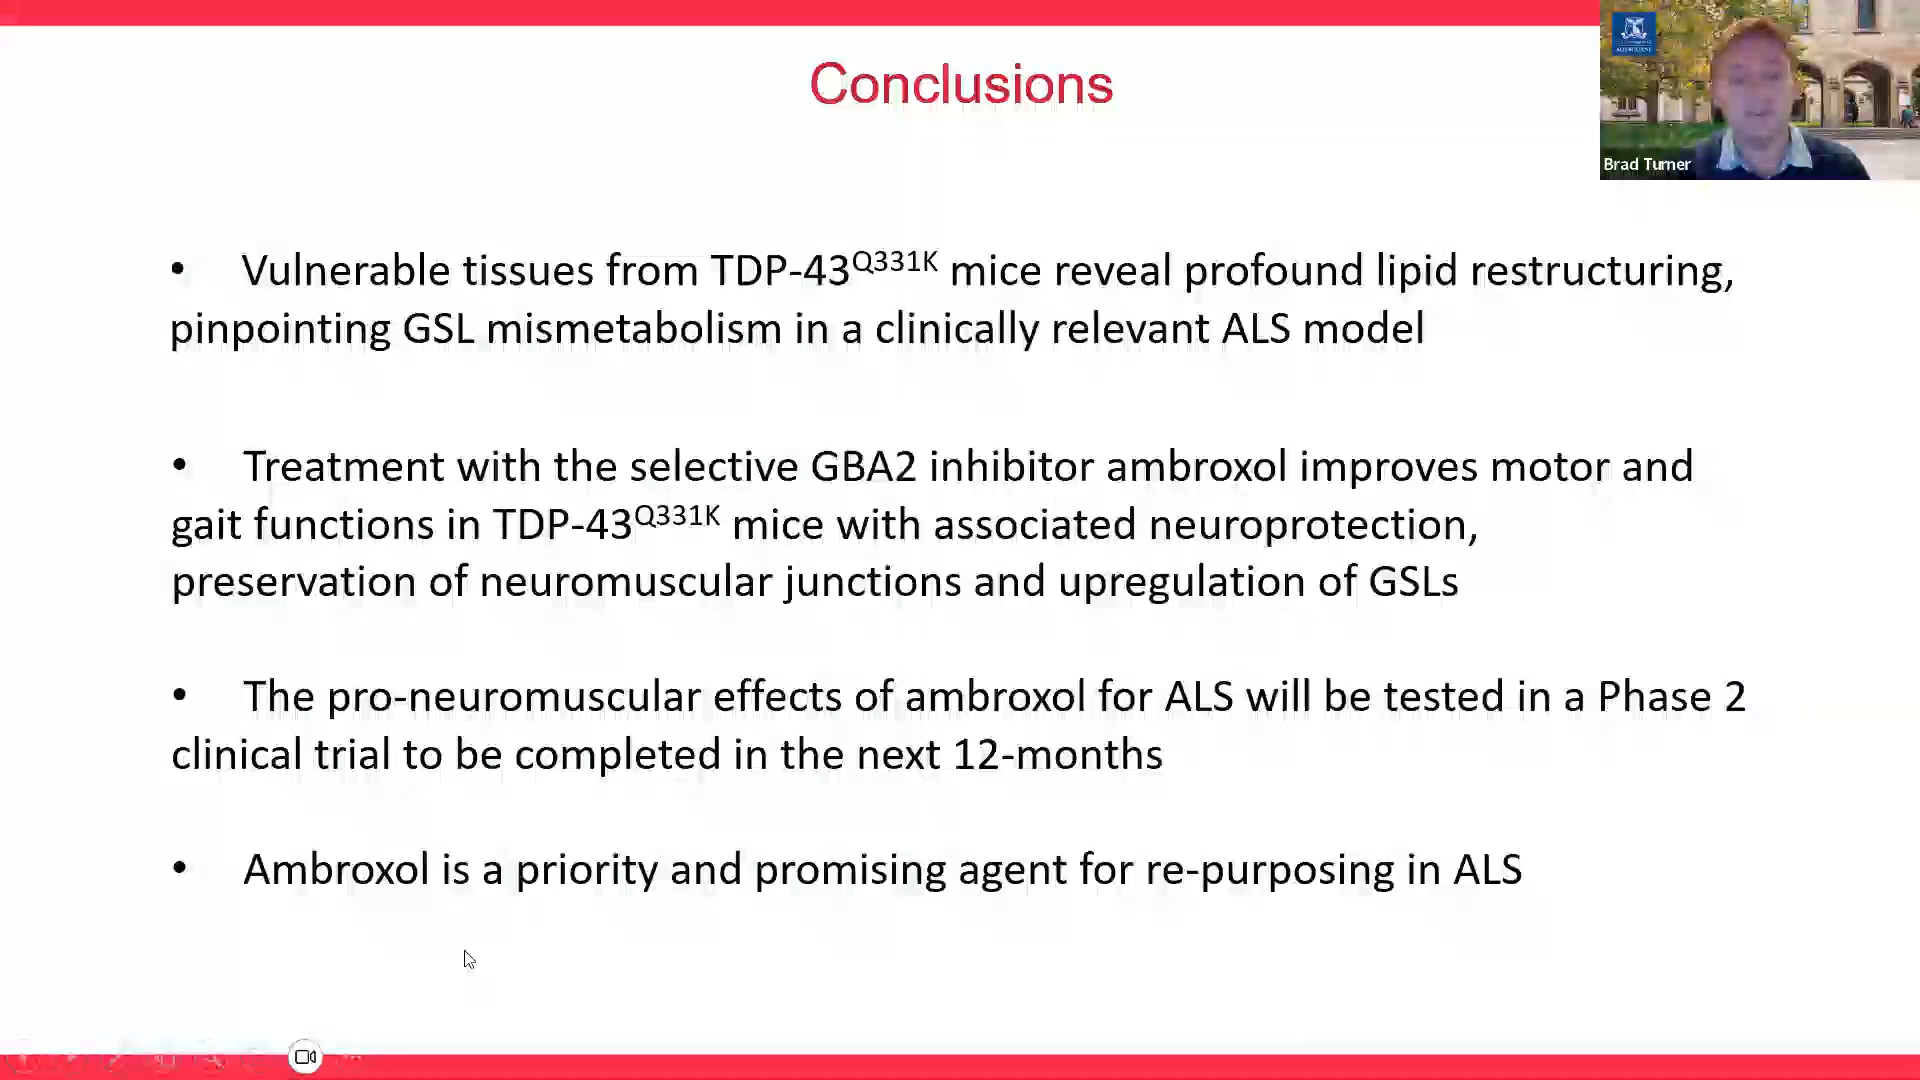 Conclusions
Brad Turner
• Vulnerable tissues from TDP-43Q331K mice reveal profound lipid restructuring,
pinpointing GSL mismetabolism in a clinically relevant ALS model
• Treatment with the selective GBA2 inhibitor ambroxol improves motor and
gait functions in TDP-43Q331K mice with associated neuroprotection,
preservation of neuromuscular junctions and upregulation of GSLs
• The pro-neuromuscular effects of ambroxol for ALS will be tested in a Phase 2
clinical trial to be completed in the next 12-months
• Ambroxol is a priority and promising agent for re-purposing in ALS